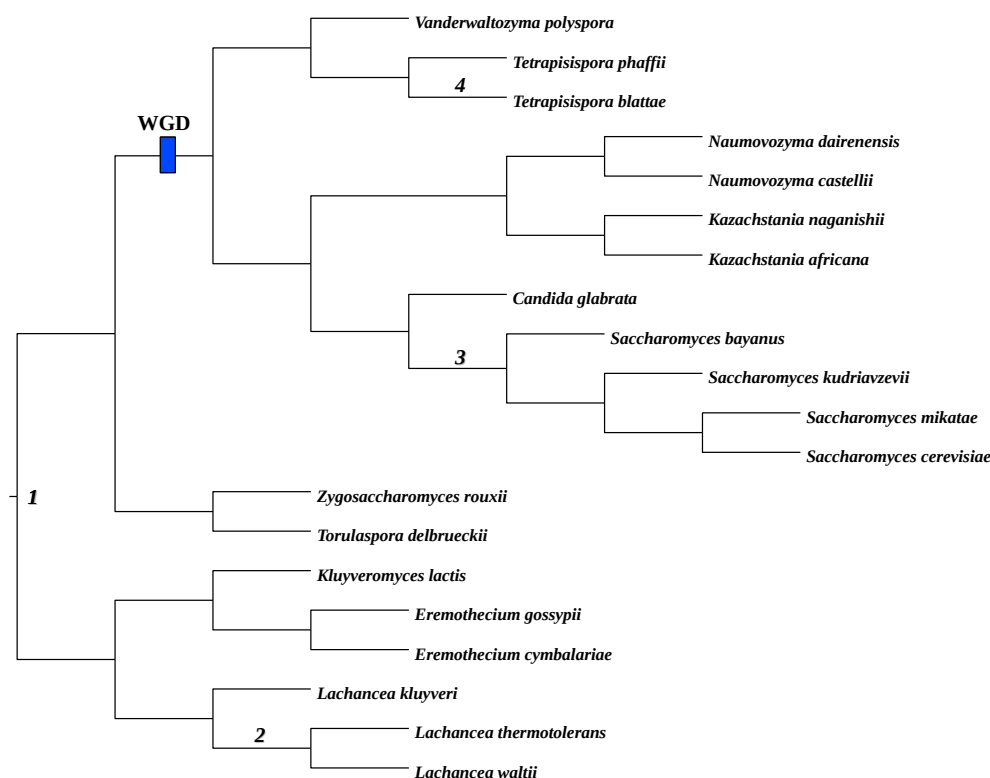 Vanderwaltozyma polyspora
Tetrapisispora phaffii
4
Tetrapisispora blattae
WGD
Naumovozyma dairenensis
Naumovozyma castellii
Kazachstania naganishii
Kazachstania africana
Candida glabrata
Saccharomyces bayanus
3
Saccharomyces kudriavzevii
Saccharomyces mikatae
Saccharomyces cerevisiae
Zygosaccharomyces rouxii
1
Torulaspora delbrueckii
Kluyveromyces lactis
Eremothecium gossypii
Eremothecium cymbalariae
Lachancea kluyveri
Lachancea thermotolerans
2
Lachancea waltii